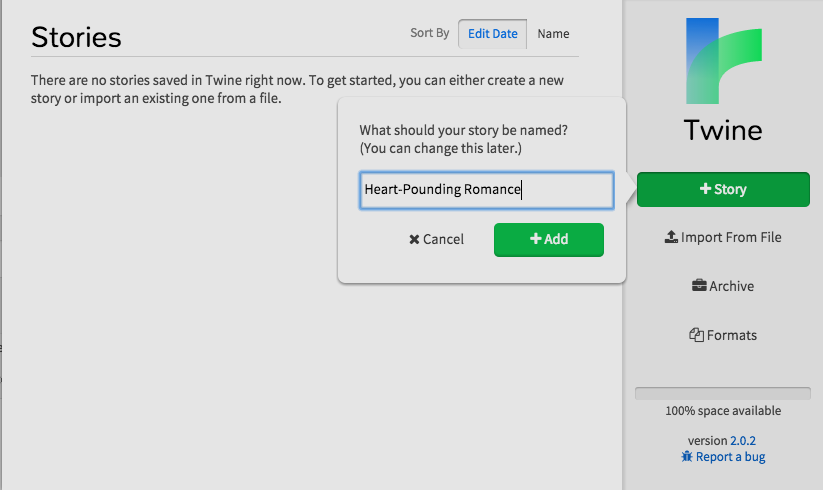 Stories
Sort By Edit Date Name
There are no stories saved in Twine right now. To get started, you can either create a new
story or import an existing one from a file.
What should your story be named?
(You can change this later.)
Heart-Pounding Romance
Cancel
Add
Twine
Story
Import From File
Archive
Formats
100% space available
version 2.0.2
Report a bug